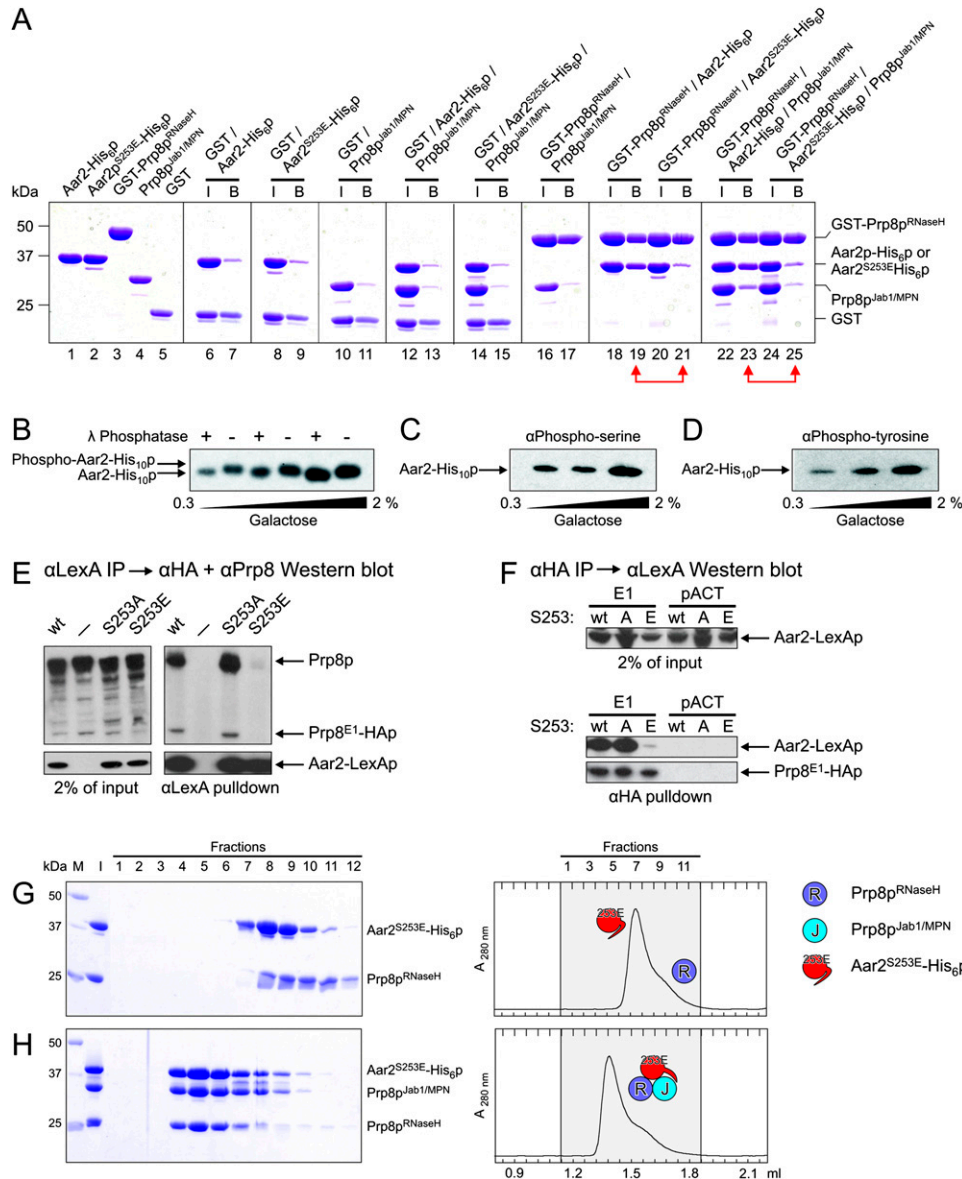 A
Aar2-His6p
Aar2pS253E-His6p
GST-Prp8pRNaseH
Prp8pJab1/MPN
GST
GST /
Aar2-His6p
GST /
Aar2S253E-His6p
GST /
Prp8pJab1/MPN
GST / Aar2-His6p /
Prp8pJab1/MPN
GST / Aar2S253E-His6p /
Prp8pJab1/MPN
GST-Prp8pRNaseH /
Prp8pJab1/MPN
GST-Prp8pRNaseH / Aar2-His6p
GST-Prp8pRNaseH / Aar2S253E-His6p
GST-Prp8pRNaseH /
Aar2-His6p / Prp8pJab1/MPN
GST-Prp8pRNaseH /
Aar2S253E-His6p / Prp8pJab1/MPN
kDa
I B I B I B I B I B I B I B I B I B I B
50
37
25
GST-Prp8pRNaseH
Aar2p-His6p or
Aar2S253EHis6p
Prp8pJab1/MPN
GST
1 2 3 4 5 6 7 8 9 10 11 12 13 14 15 16 17 18 19 20 21 22 23 24 25
B
λ Phosphatase + - + - + -
Phospho-Aar2-His10p
Aar2-His10p
0.3 2 %
Galactose
C
αPhospho-serine
Aar2-His10p
0.3 2 %
Galactose
D
αPhospho-tyrosine
Aar2-His10p
0.3 2 %
Galactose
E αLexA IP → αHA + αPrp8 Western blot
wt — S253A S253E wt — S253A S253E
Prp8p
Prp8E1-HAp
Aar2-LexAp
2% of input αLexA pulldown
F αHA IP → αLexA Western blot
E1 pACT
S253: wt A E wt A E
Aar2-LexAp
2% of input
E1 pACT
S253: wt A E wt A E
Aar2-LexAp
Prp8E1-HAp
αHA pulldown
Fractions
kDa M I 1 2 3 4 5 6 7 8 9 10 11 12
G
50
37
25
Aar2S253E-His6p
Prp8pRNaseH
H
50
37
25
Aar2S253E-His6p
Prp8pJab1/MPN
Prp8pRNaseH
Fractions
1 3 5 7 9 11
A 280 nm
253E
R
A 280 nm
253E
R J
0.9 1.2 1.5 1.8 2.1 ml
R Prp8pRNaseH
J Prp8pJab1/MPN
253E Aar2S253E-His6p